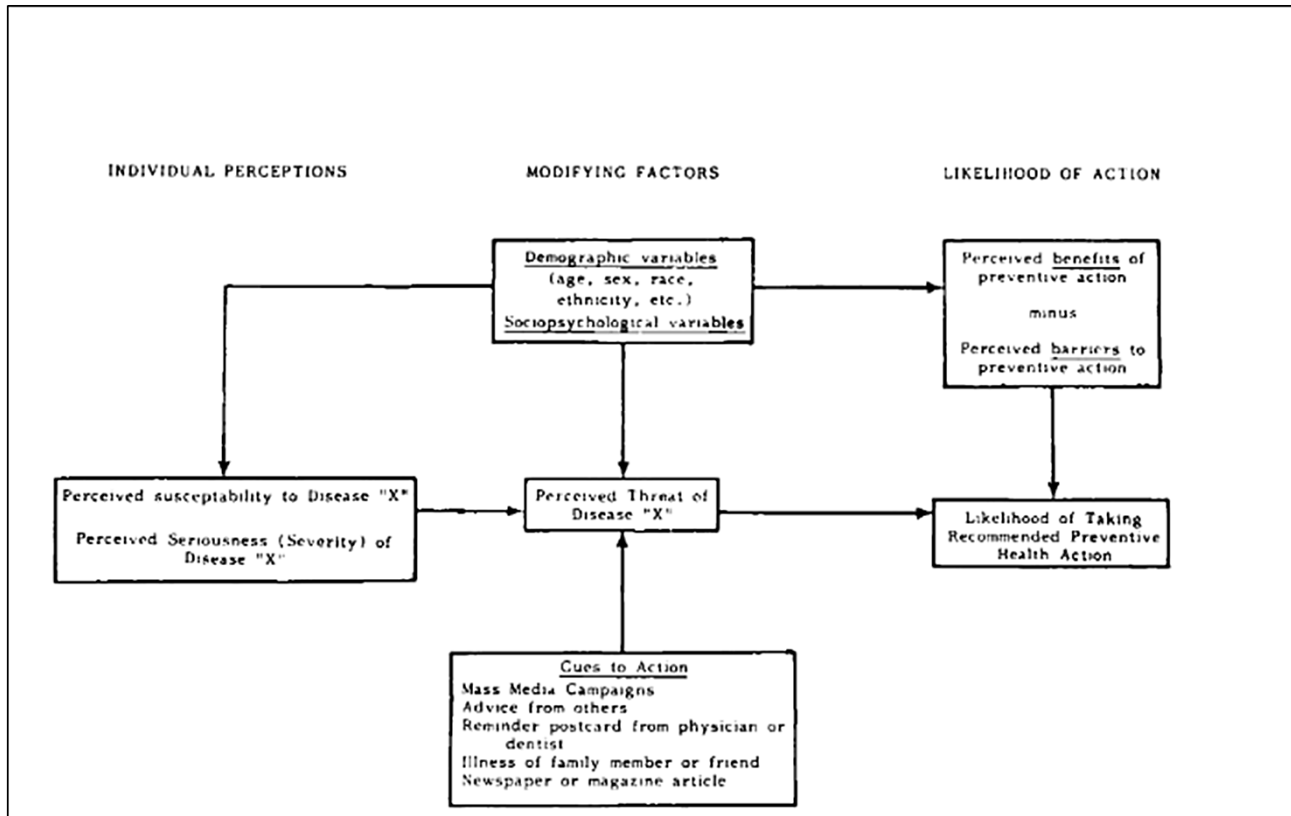 INDIVIDUAL PERCEPTIONS
MODIFYING FACTORS
LIKELIHOOD OF ACTION
Demographic variables
(age, sex, race,
ethnicity, etc.)
Sociopsychological variables
Perceived benefits of
preventive action
minus
Perceived barriers to
preventive action
Perceived susceptability to Disease "X"
Perceived Seriousness (Severity) of
Disease "X"
Perceived Threat of
Disease "X"
Likelihood of Taking
Recommended Preventive
Health Action
Cues to Action
Mass Media Campaigns
Advice from others
Reminder postcard from physician or
dentist
Illness of family member or friend
Newspaper or magazine article